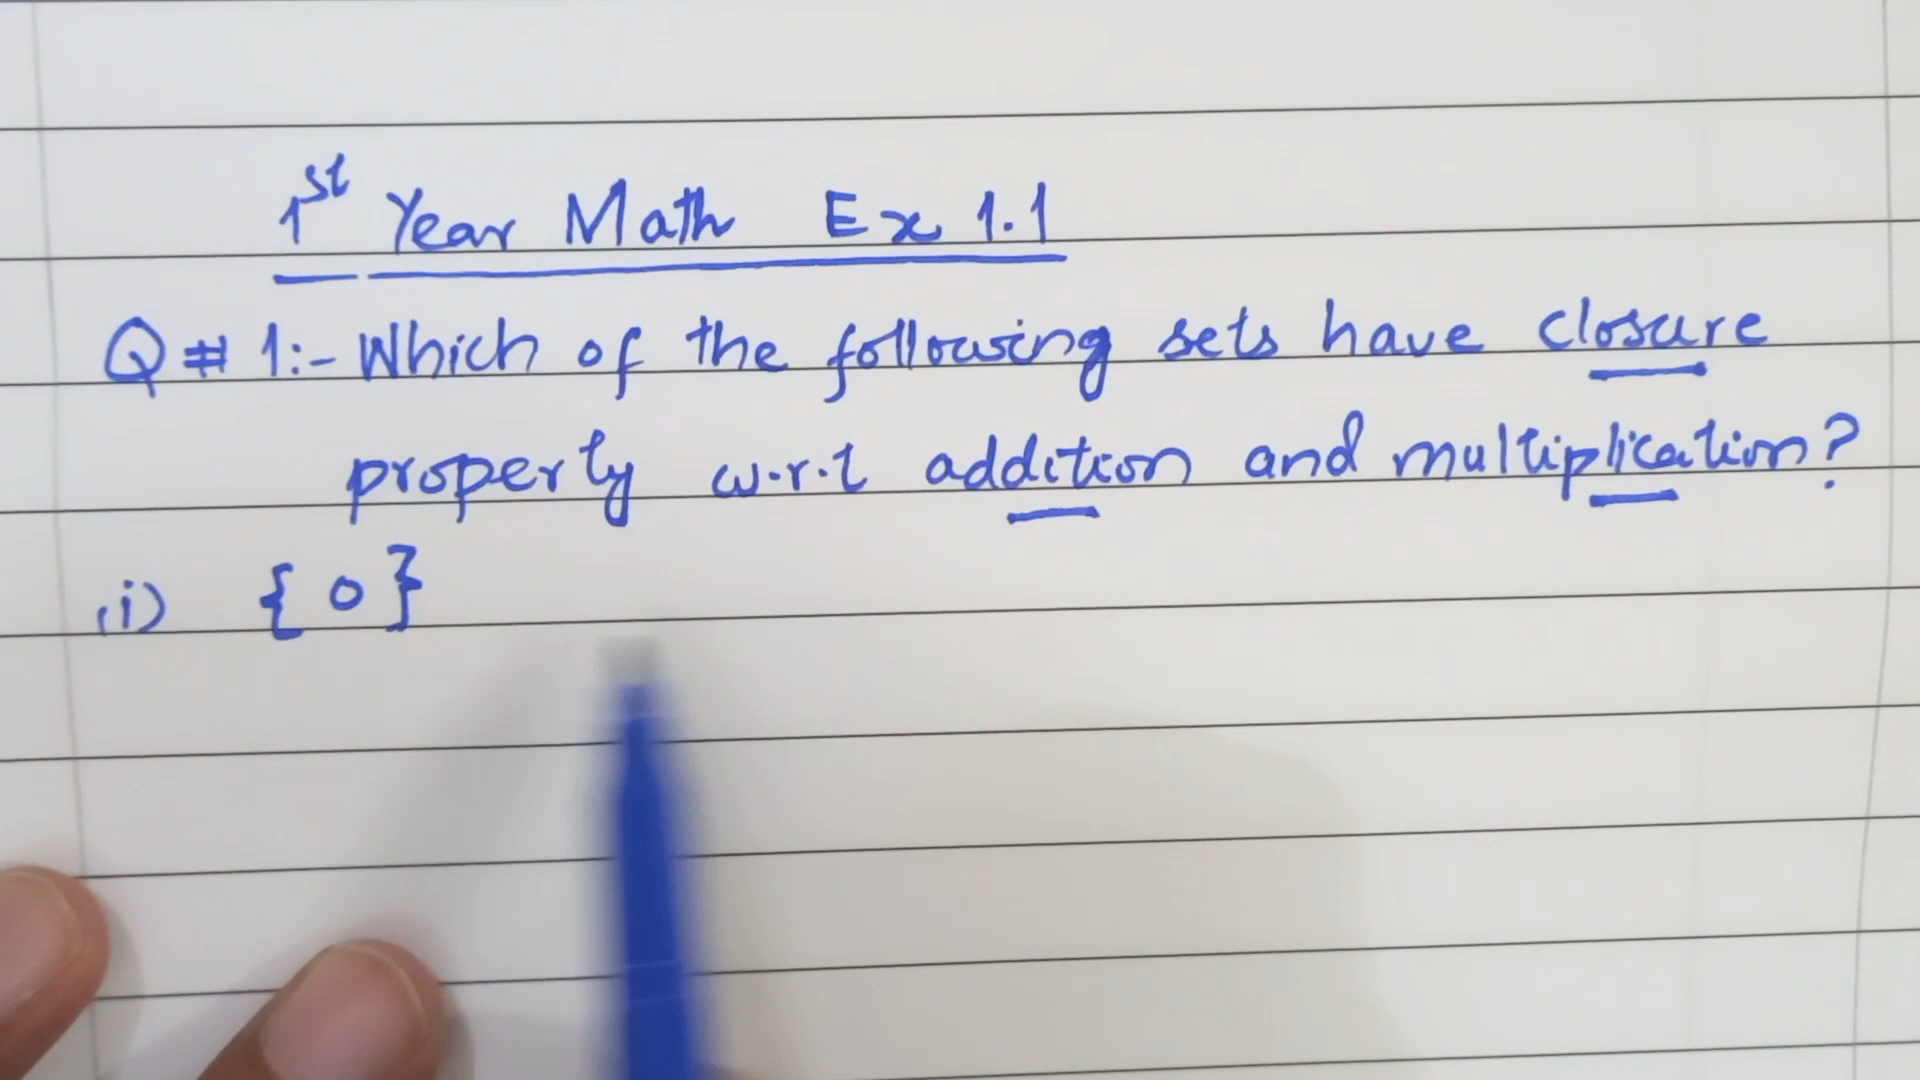 1st Year Math Ex 1.1
Q # 1:- Which of the following sets have closure
property w.r.t addition and multiplication?
(i) { 0 }